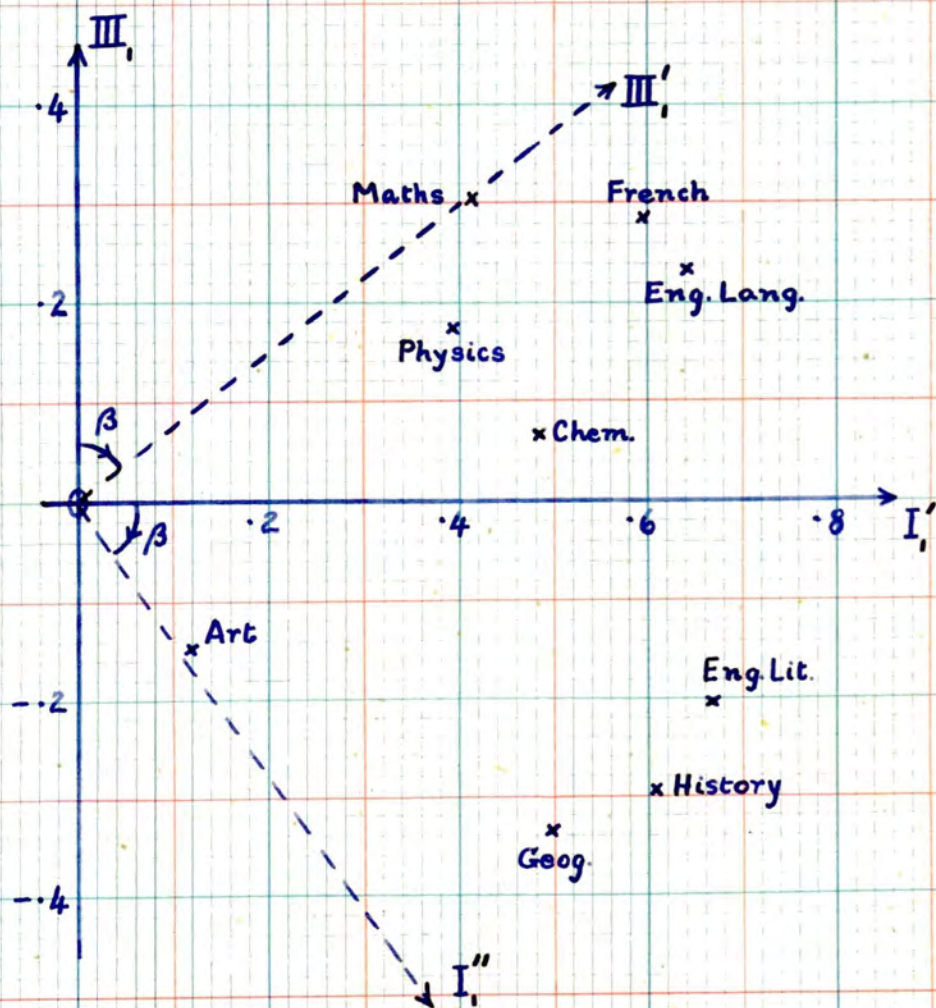 III₁
·4
III₁′
Maths
French
·2
Eng. Lang.
Physics
β
Chem.
O
·2
·4
·6
·8
I₁′
β
Art
Eng. Lit.
-·2
History
Geog.
-·4
I₁″